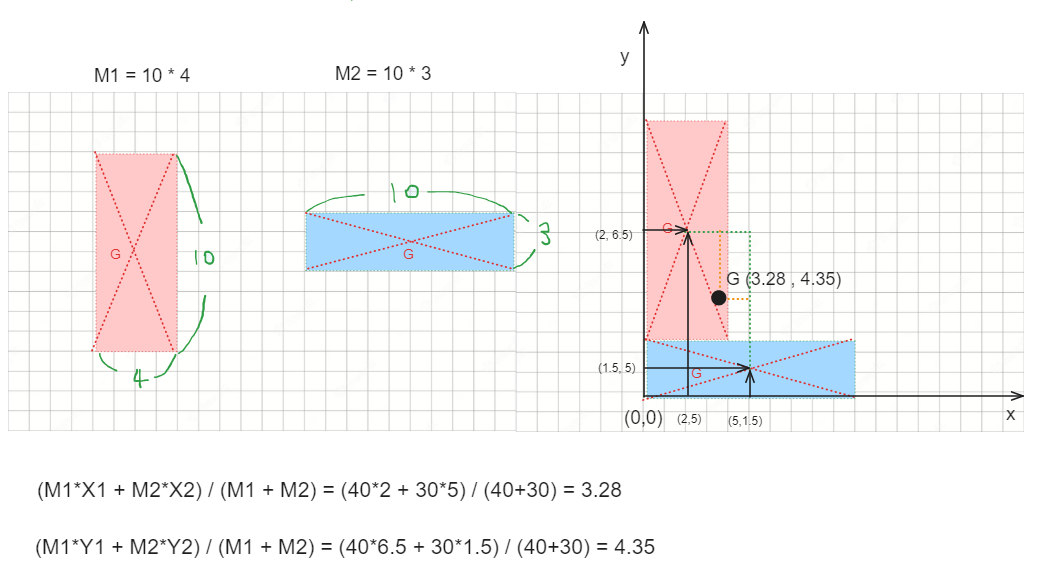 M1 = 10 * 4
M2 = 10 * 3
y
10
3
G
G
10
4
(2, 6.5)
G
G (3.28 , 4.35)
(1.5, 5)
G
(0,0)
(2,5)
(5,1.5)
x
(M1*X1 + M2*X2) / (M1 + M2) = (40*2 + 30*5) / (40+30) = 3.28
(M1*Y1 + M2*Y2) / (M1 + M2) = (40*6.5 + 30*1.5) / (40+30) = 4.35